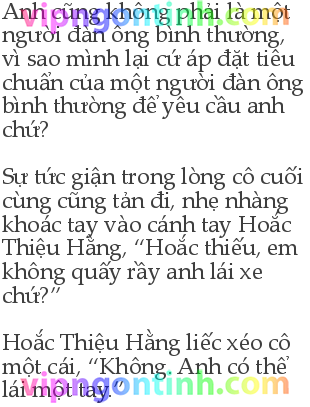 Anh cũng không phải là một
người đàn ông bình thường,
vì sao mình lại cứ áp đặt tiêu
chuẩn của một người đàn ông
bình thường để yêu cầu anh
chứ?
Sự tức giận trong lòng cô cuối
cùng cũng tản đi, nhẹ nhàng
khoác tay vào cánh tay Hoắc
Thiệu Hằng, “Hoắc thiếu, em
không quấy rầy anh lái xe
chứ?”
Hoắc Thiệu Hằng liếc xéo cô
một cái, “Không. Anh có thể
lái một tay.”
vipngontinh.com
vipngontinh.com